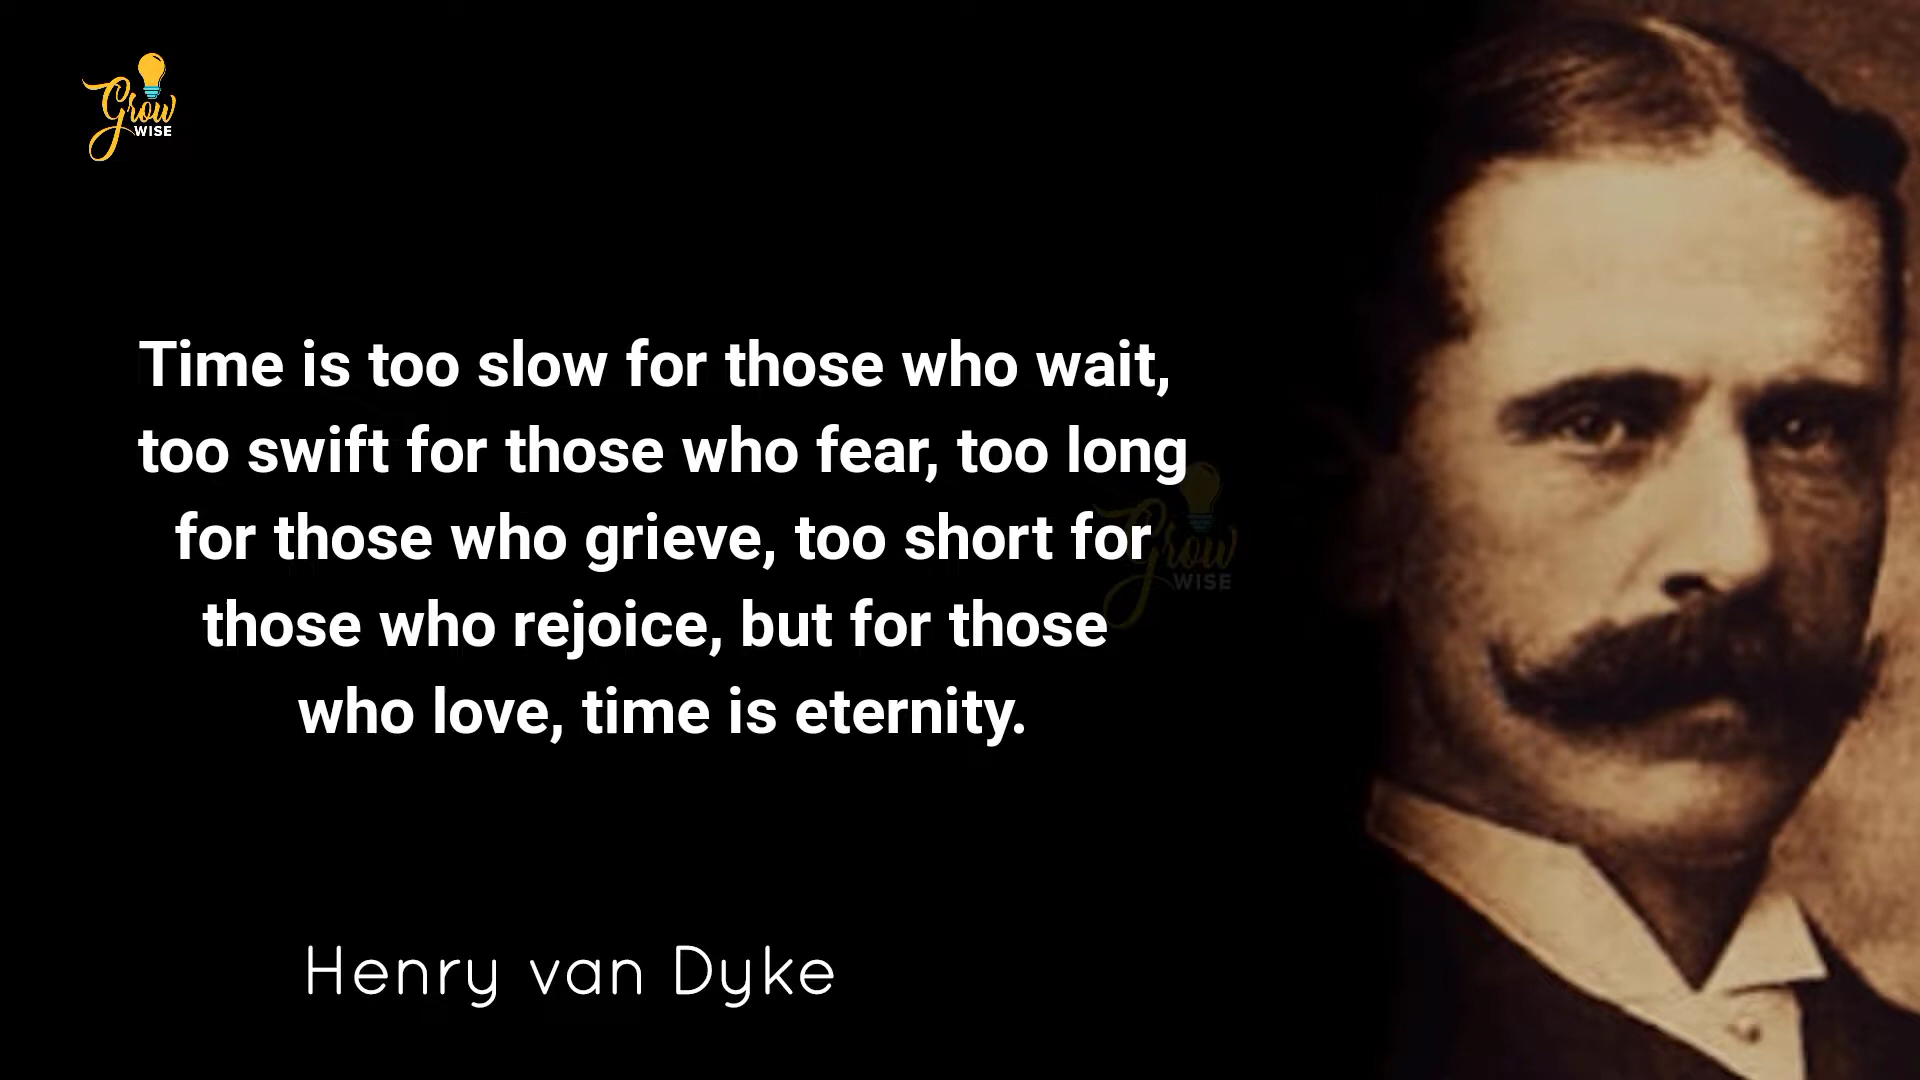 Grow
WISE
Time is too slow for those who wait,
too swift for those who fear, too long
for those who grieve, too short for
those who rejoice, but for those
who love, time is eternity.
Grow
WISE
Henry van Dyke